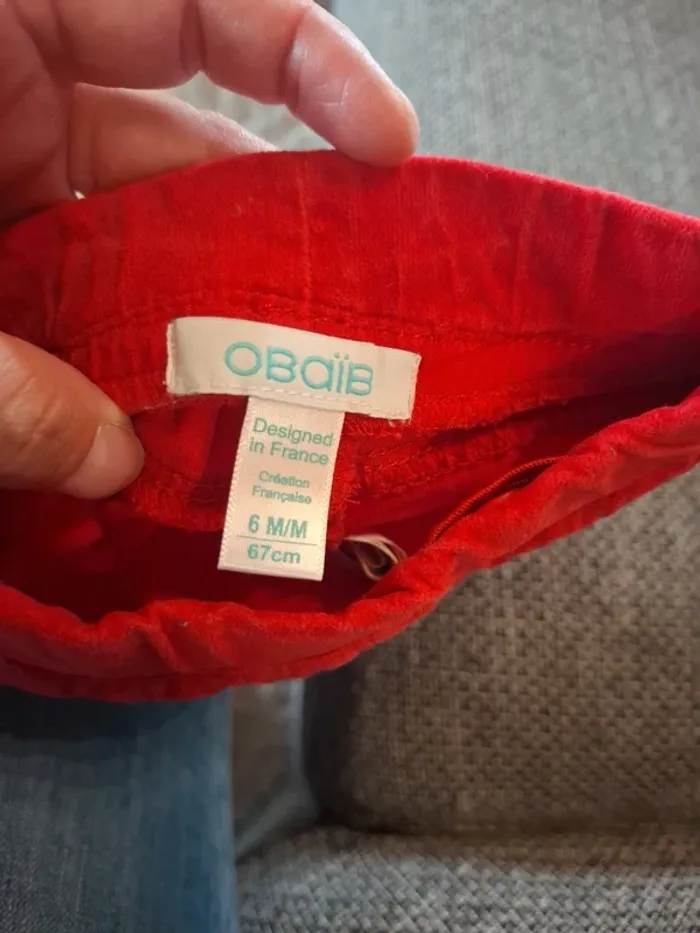 OBaïB
Designed
in France
Création
Française
6 M/M
67cm